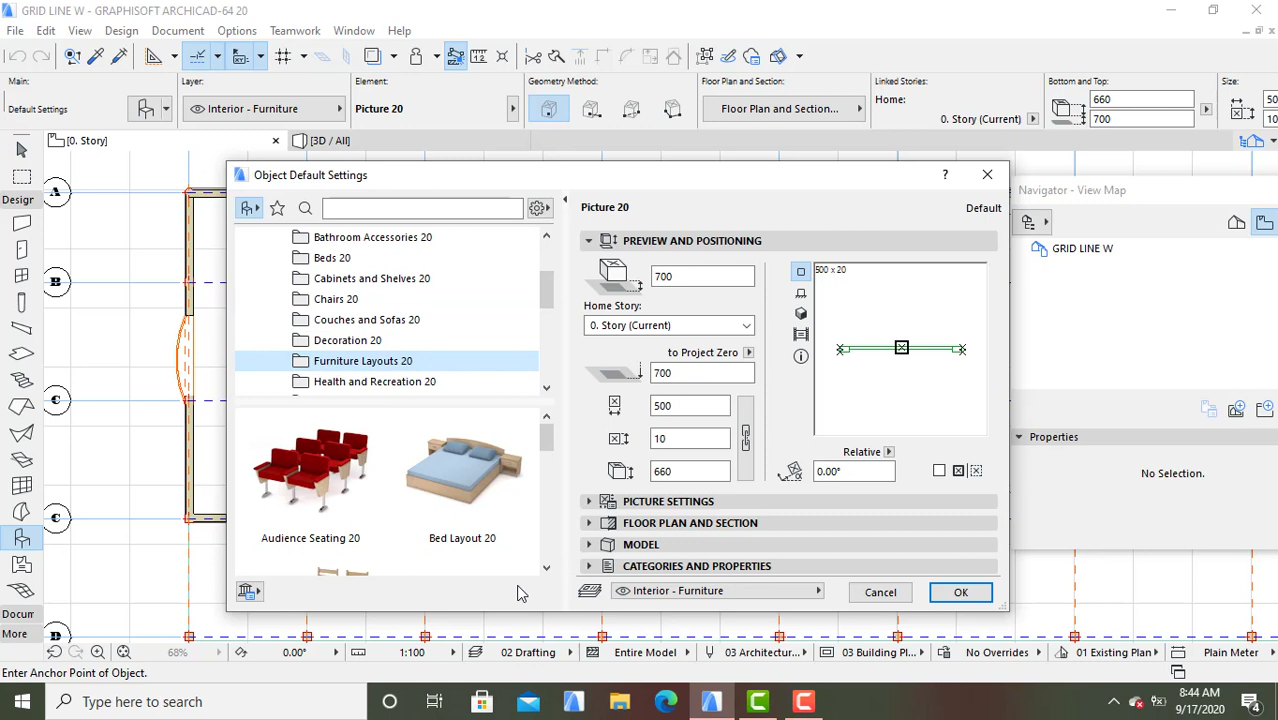 GRID LINE W - GRAPHISOFT ARCHICAD-64 20
File Edit View Design Document Options Teamwork Window Help
Main: Layer: Element: Geometry Method: Floor Plan and Section: Linked Stories: Bottom and Top: Size:
Default Settings Interior - Furniture Picture 20 Floor Plan and Section... Home: 660 50
0. Story (Current) 700 10
[0. Story] [3D / All]
A
B
C
C
D
Design
Docum
More
Object Default Settings
Bathroom Accessories 20
Beds 20
Cabinets and Shelves 20
Chairs 20
Couches and Sofas 20
Decoration 20
Furniture Layouts 20
Health and Recreation 20
Audience Seating 20 Bed Layout 20
Picture 20 Default
PREVIEW AND POSITIONING
700
Home Story:
0. Story (Current)
to Project Zero
700
500
10
660
500 x 20
Relative
0.00°
PICTURE SETTINGS
FLOOR PLAN AND SECTION
MODEL
CATEGORIES AND PROPERTIES
Interior - Furniture Cancel OK
Navigator - View Map
GRID LINE W
Properties
No Selection.
68% 0.00° 1:100 02 Drafting Entire Model 03 Architectur... 03 Building Pl... No Overrides 01 Existing Plan... Plain Meter
Enter Anchor Point of Object.
Type here to search
8:44 AM
9/17/2020
4